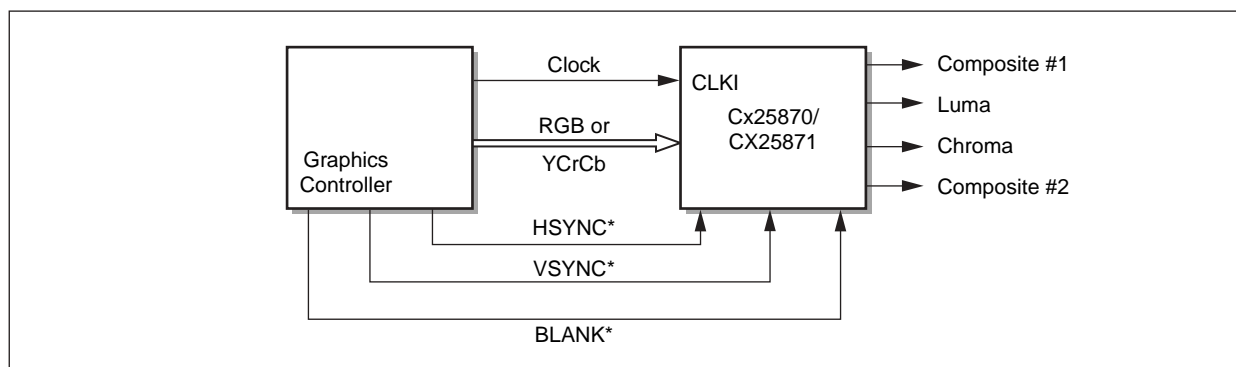 Clock
CLKI
RGB or
YCrCb
Graphics
Controller
Cx25870/
CX25871
Composite #1
Luma
Chroma
Composite #2
HSYNC*
VSYNC*
BLANK*